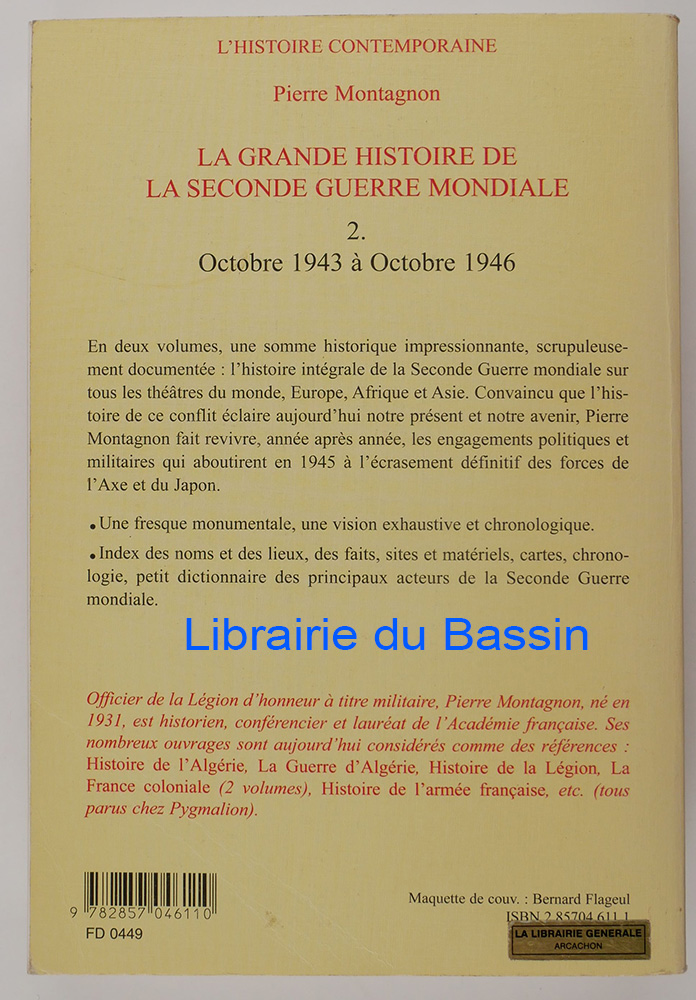 L'HISTOIRE CONTEMPORAINE
Pierre Montagnon
LA GRANDE HISTOIRE DE
LA SECONDE GUERRE MONDIALE
2.
Octobre 1943 à Octobre 1946
En deux volumes, une somme historique impressionnante, scrupuleuse-
ment documentée : l'histoire intégrale de la Seconde Guerre mondiale sur
tous les théâtres du monde, Europe, Afrique et Asie. Convaincu que l'his-
toire de ce conflit éclaire aujourd'hui notre présent et notre avenir, Pierre
Montagnon fait revivre, année après année, les engagements politiques et
militaires qui aboutirent en 1945 à l'écrasement définitif des forces de
l'Axe et du Japon.
• Une fresque monumentale, une vision exhaustive et chronologique.
• Index des noms et des lieux, des faits, sites et matériels, cartes, chrono-
logie, petit dictionnaire des principaux acteurs de la Seconde Guerre
mondiale.
Librairie du Bassin
Officier de la Légion d'honneur à titre militaire, Pierre Montagnon, né en
1931, est historien, conférencier et lauréat de l'Académie française. Ses
nombreux ouvrages sont aujourd'hui considérés comme des références :
Histoire de l'Algérie, La Guerre d'Algérie, Histoire de la Légion, La
France coloniale (2 volumes), Histoire de l'armée française, etc. (tous
parus chez Pygmalion).
9 782857 046110
FD 0449
Maquette de couv. : Bernard Flageul
ISBN 2 85704 611 1
LA LIBRAIRIE GENERALE
ARCACHON